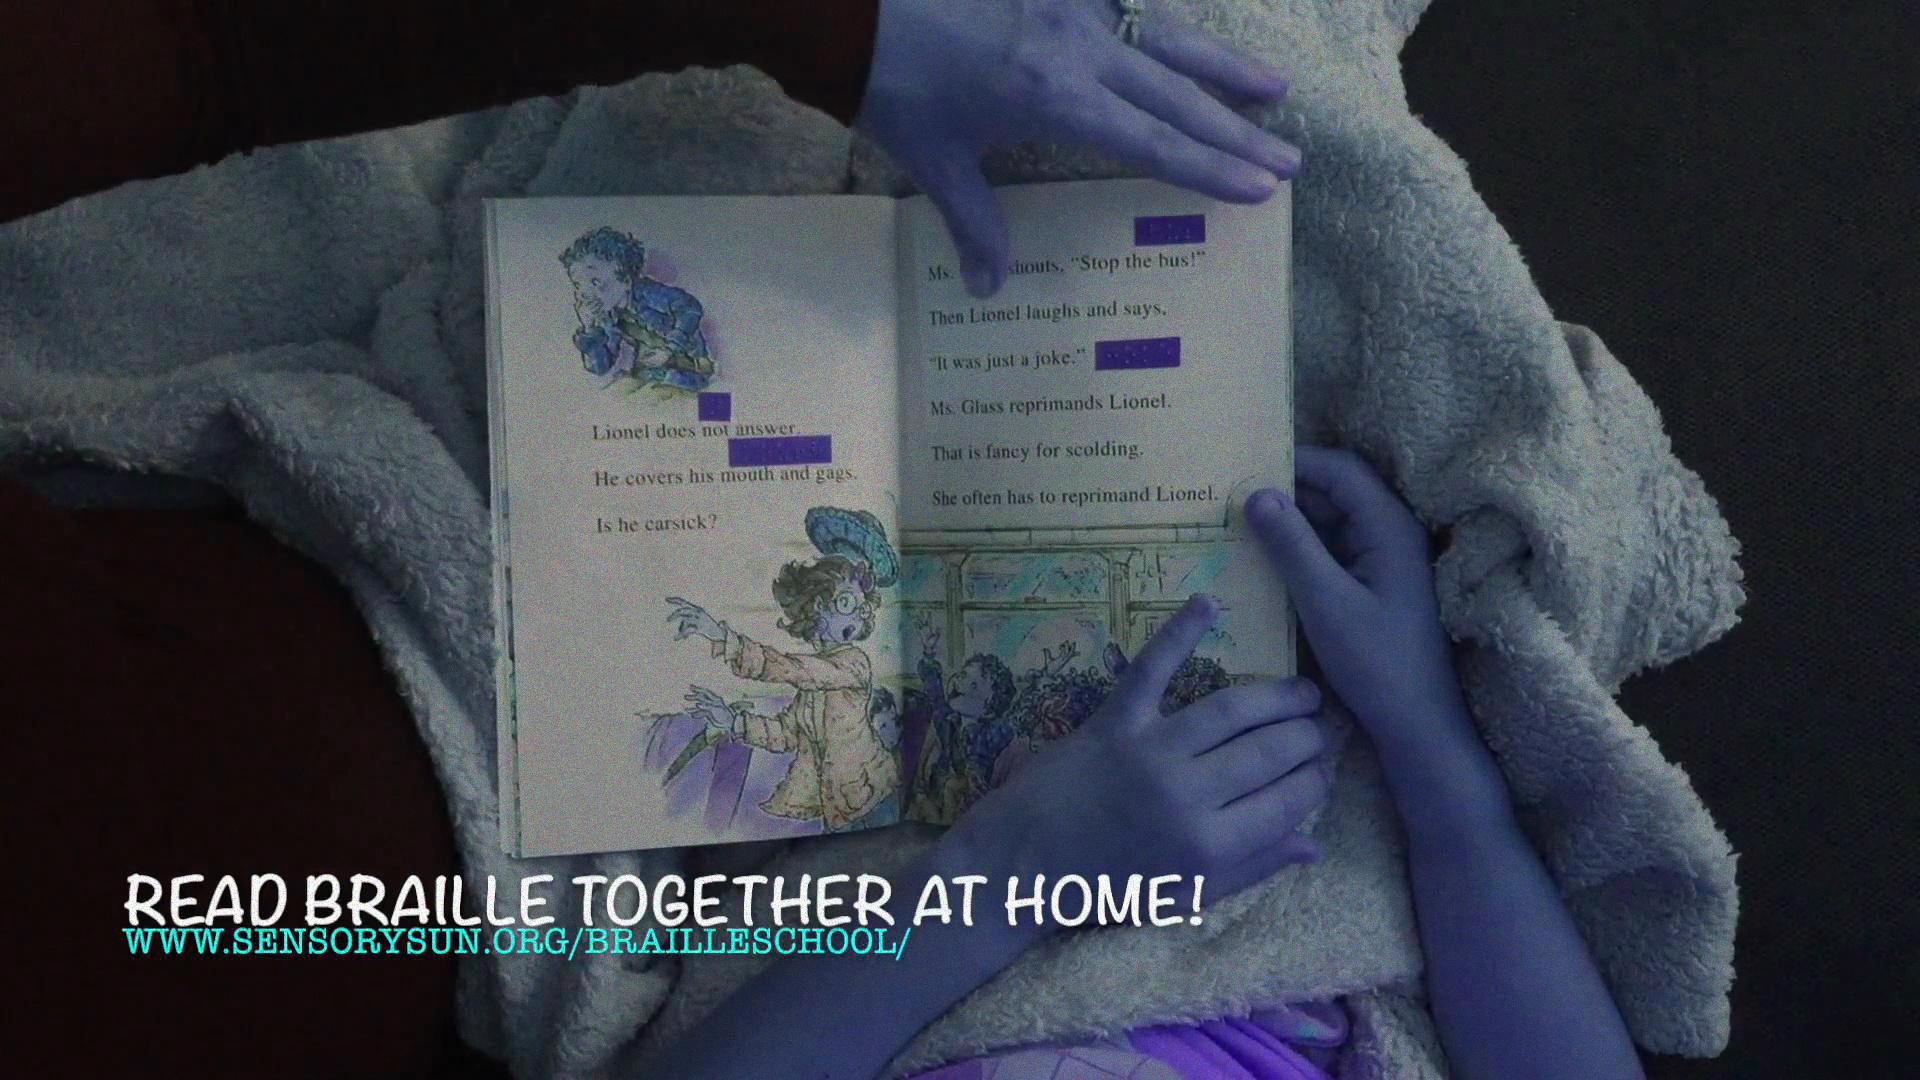 Lionel does not answer.
He covers his mouth and gags.
Is he carsick?
Ms. shouts, "Stop the bus!"
Then Lionel laughs and says,
"It was just a joke."
Ms. Glass reprimands Lionel.
That is fancy for scolding.
She often has to reprimand Lionel.
READ BRAILLE TOGETHER AT HOME!
WWW.SENSORYSUN.ORG/BRAILLESCHOOL/